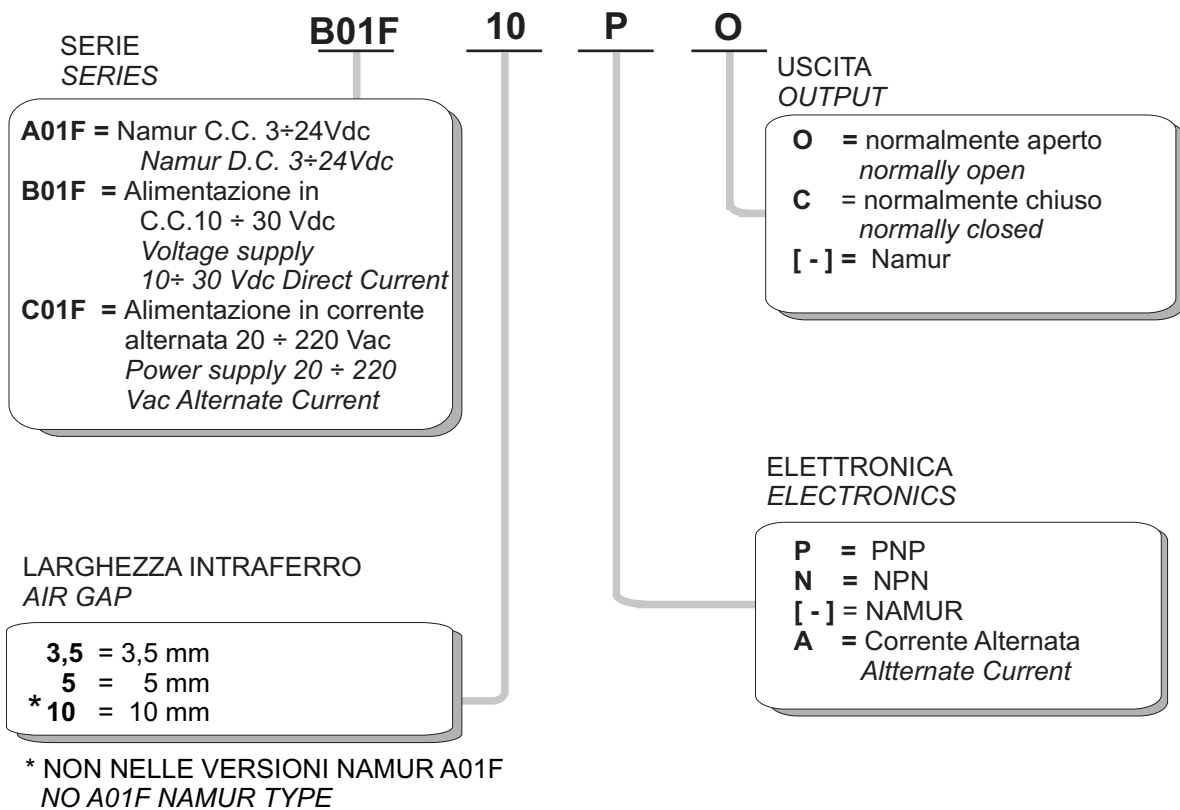 B01F 10 P O
SERIE
SERIES
A01F = Namur C.C. 3÷24Vdc
Namur D.C. 3÷24Vdc
B01F = Alimentazione in
C.C.10 ÷ 30 Vdc
Voltage supply
10÷ 30 Vdc Direct Current
C01F = Alimentazione in corrente
alternata 20 ÷ 220 Vac
Power supply 20 ÷ 220
Vac Alternate Current
USCITA
OUTPUT
O = normalmente aperto
normally open
C = normalmente chiuso
normally closed
[ - ] = Namur
LARGHEZZA INTRAFERRO
AIR GAP
3,5 = 3,5 mm
5 = 5 mm
* 10 = 10 mm
* NON NELLE VERSIONI NAMUR A01F
NO A01F NAMUR TYPE
ELETTRONICA
ELECTRONICS
P = PNP
N = NPN
[ - ] = NAMUR
A = Corrente Alternata
Altternate Current